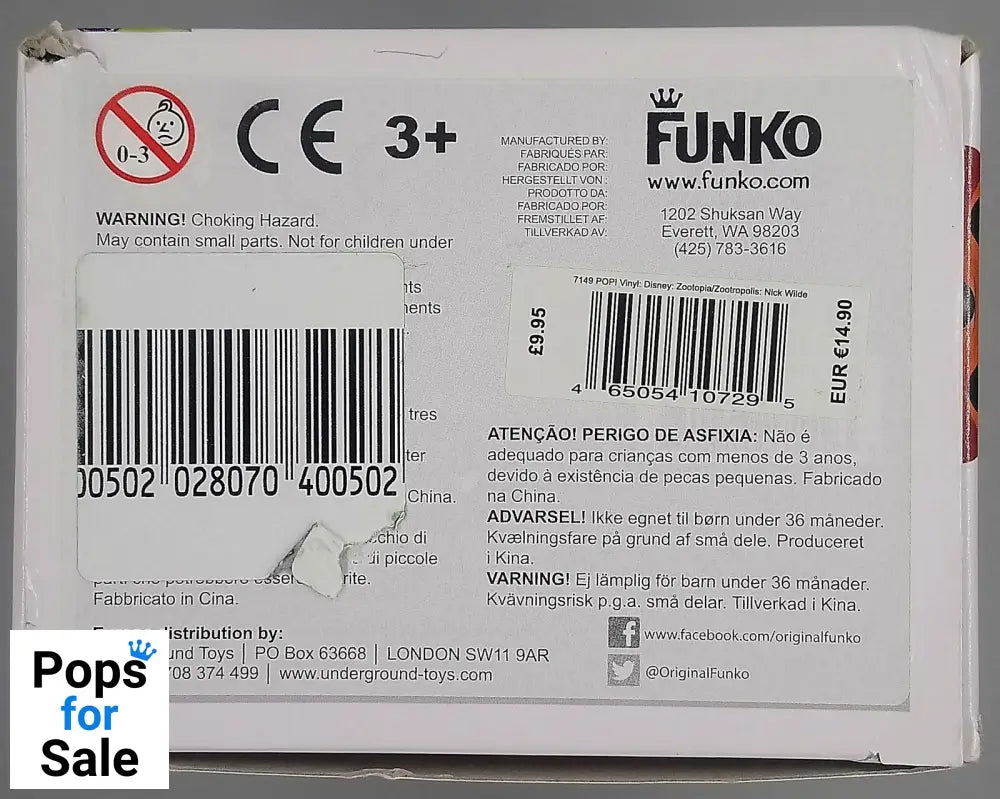 0-3
CE 3+
WARNING! Choking Hazard.
May contain small parts. Not for children under
tres
China.
di piccole
Fabbricato in Cina.
distribution by:
Toys | PO Box 63668 | LONDON SW11 9AR
708 374 499 | www.underground-toys.com
00502 028070 400502
MANUFACTURED BY:
FABRIQUÉS PAR:
FABRICADO POR:
HERGESTELLT VON :
PRODOTTO DA:
FABRICADO POR:
FREMSTILLET AF:
TILLVERKAD AV:
FUNKO
www.funko.com
1202 Shuksan Way
Everett, WA 98203
(425) 783-3616
7149 POP! Vinyl: Disney: Zootopia/Zootropolis: Nick Wilde
£9.95
4 65054 10729 5
EUR €14.90
ATENÇÃO! PERIGO DE ASFIXIA: Não é
adequado para crianças com menos de 3 anos,
devido à existência de pecas pequenas. Fabricado
na China.
ADVARSEL! Ikke egnet til børn under 36 måneder.
Kvælningsfare på grund af små dele. Produceret
i Kina.
VARNING! Ej lämplig för barn under 36 månader.
Kvävningsrisk p.g.a. små delar. Tillverkad i Kina.
www.facebook.com/originalfunko
@OriginalFunko
Pops
for
Sale